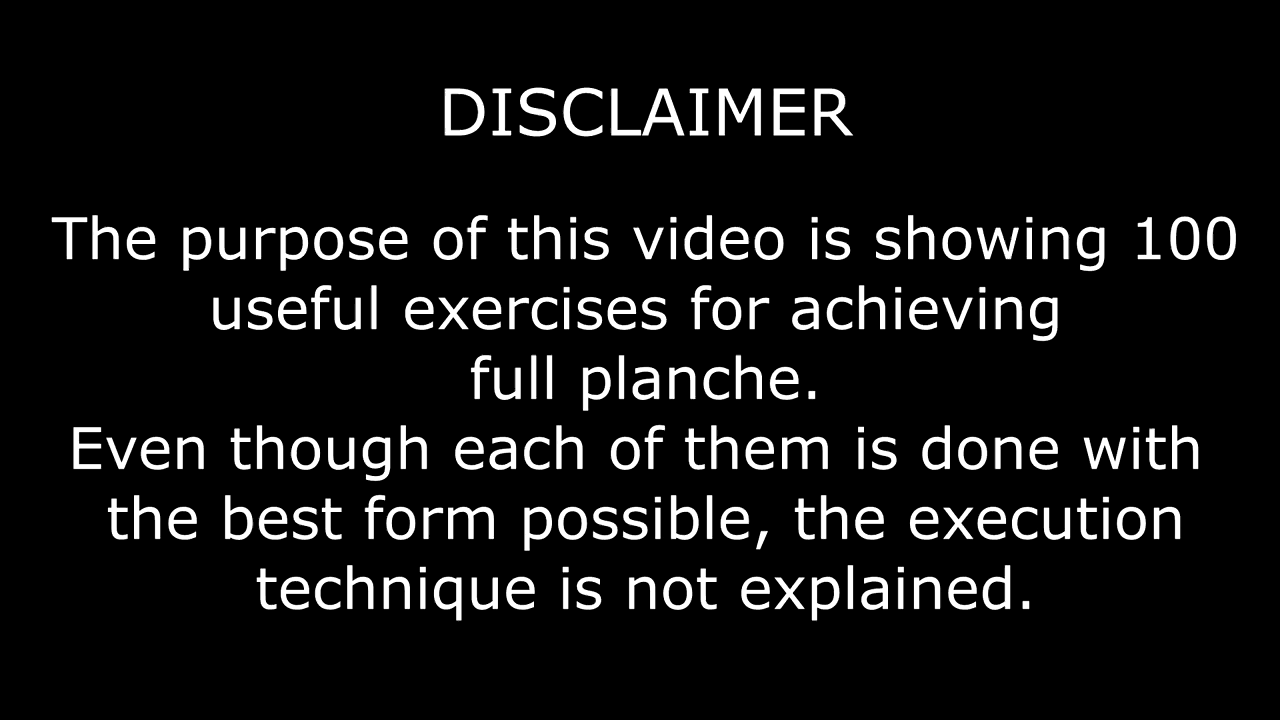 DISCLAIMER
The purpose of this video is showing 100
useful exercises for achieving
full planche.
Even though each of them is done with
the best form possible, the execution
technique is not explained.